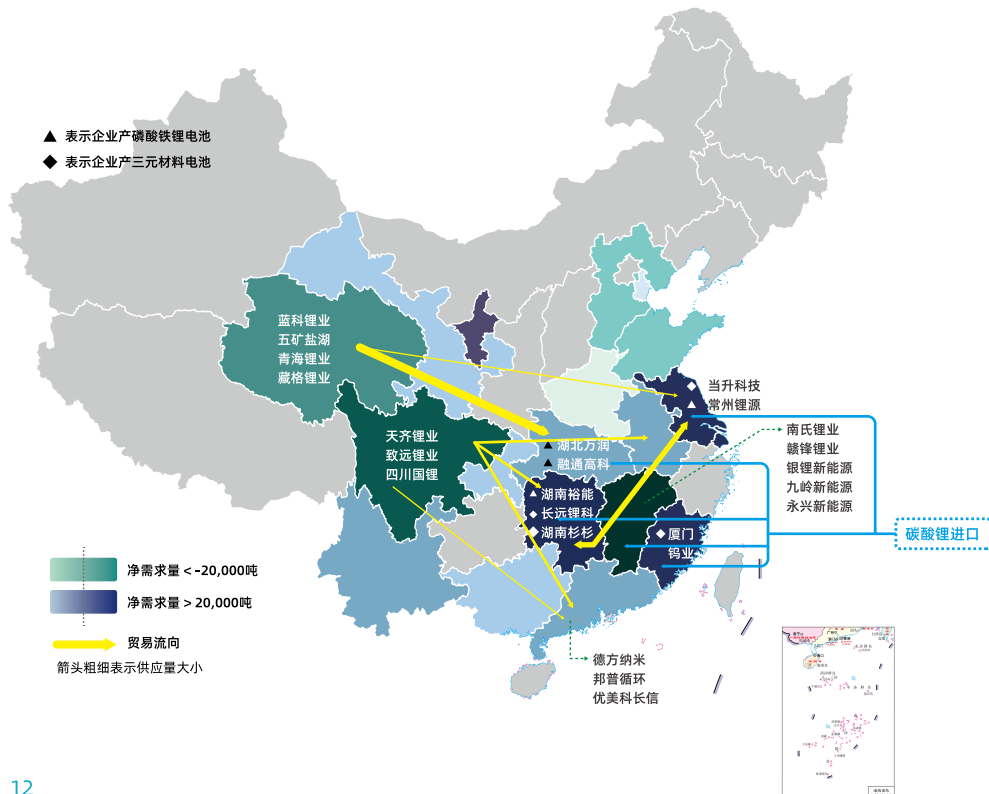 表示企业产磷酸铁锂电池
表示企业产三元材料电池
蓝科锂业
五矿盐湖
青海锂业
藏格锂业
天齐锂业
致远锂业
四川国锂
当升科技
常州锂源
湖北万润
融通高科
南氏锂业
赣锋锂业
银锂新能源
九岭新能源
永兴新能源
湖南裕能
长远锂科
湖南杉杉
厦门
钨业
碳酸锂进口
净需求量<-20,000吨
净需求量>20,000吨
贸易流向
箭头粗细表示供应量大小
德方纳米
邦普循环
优美科长信
12